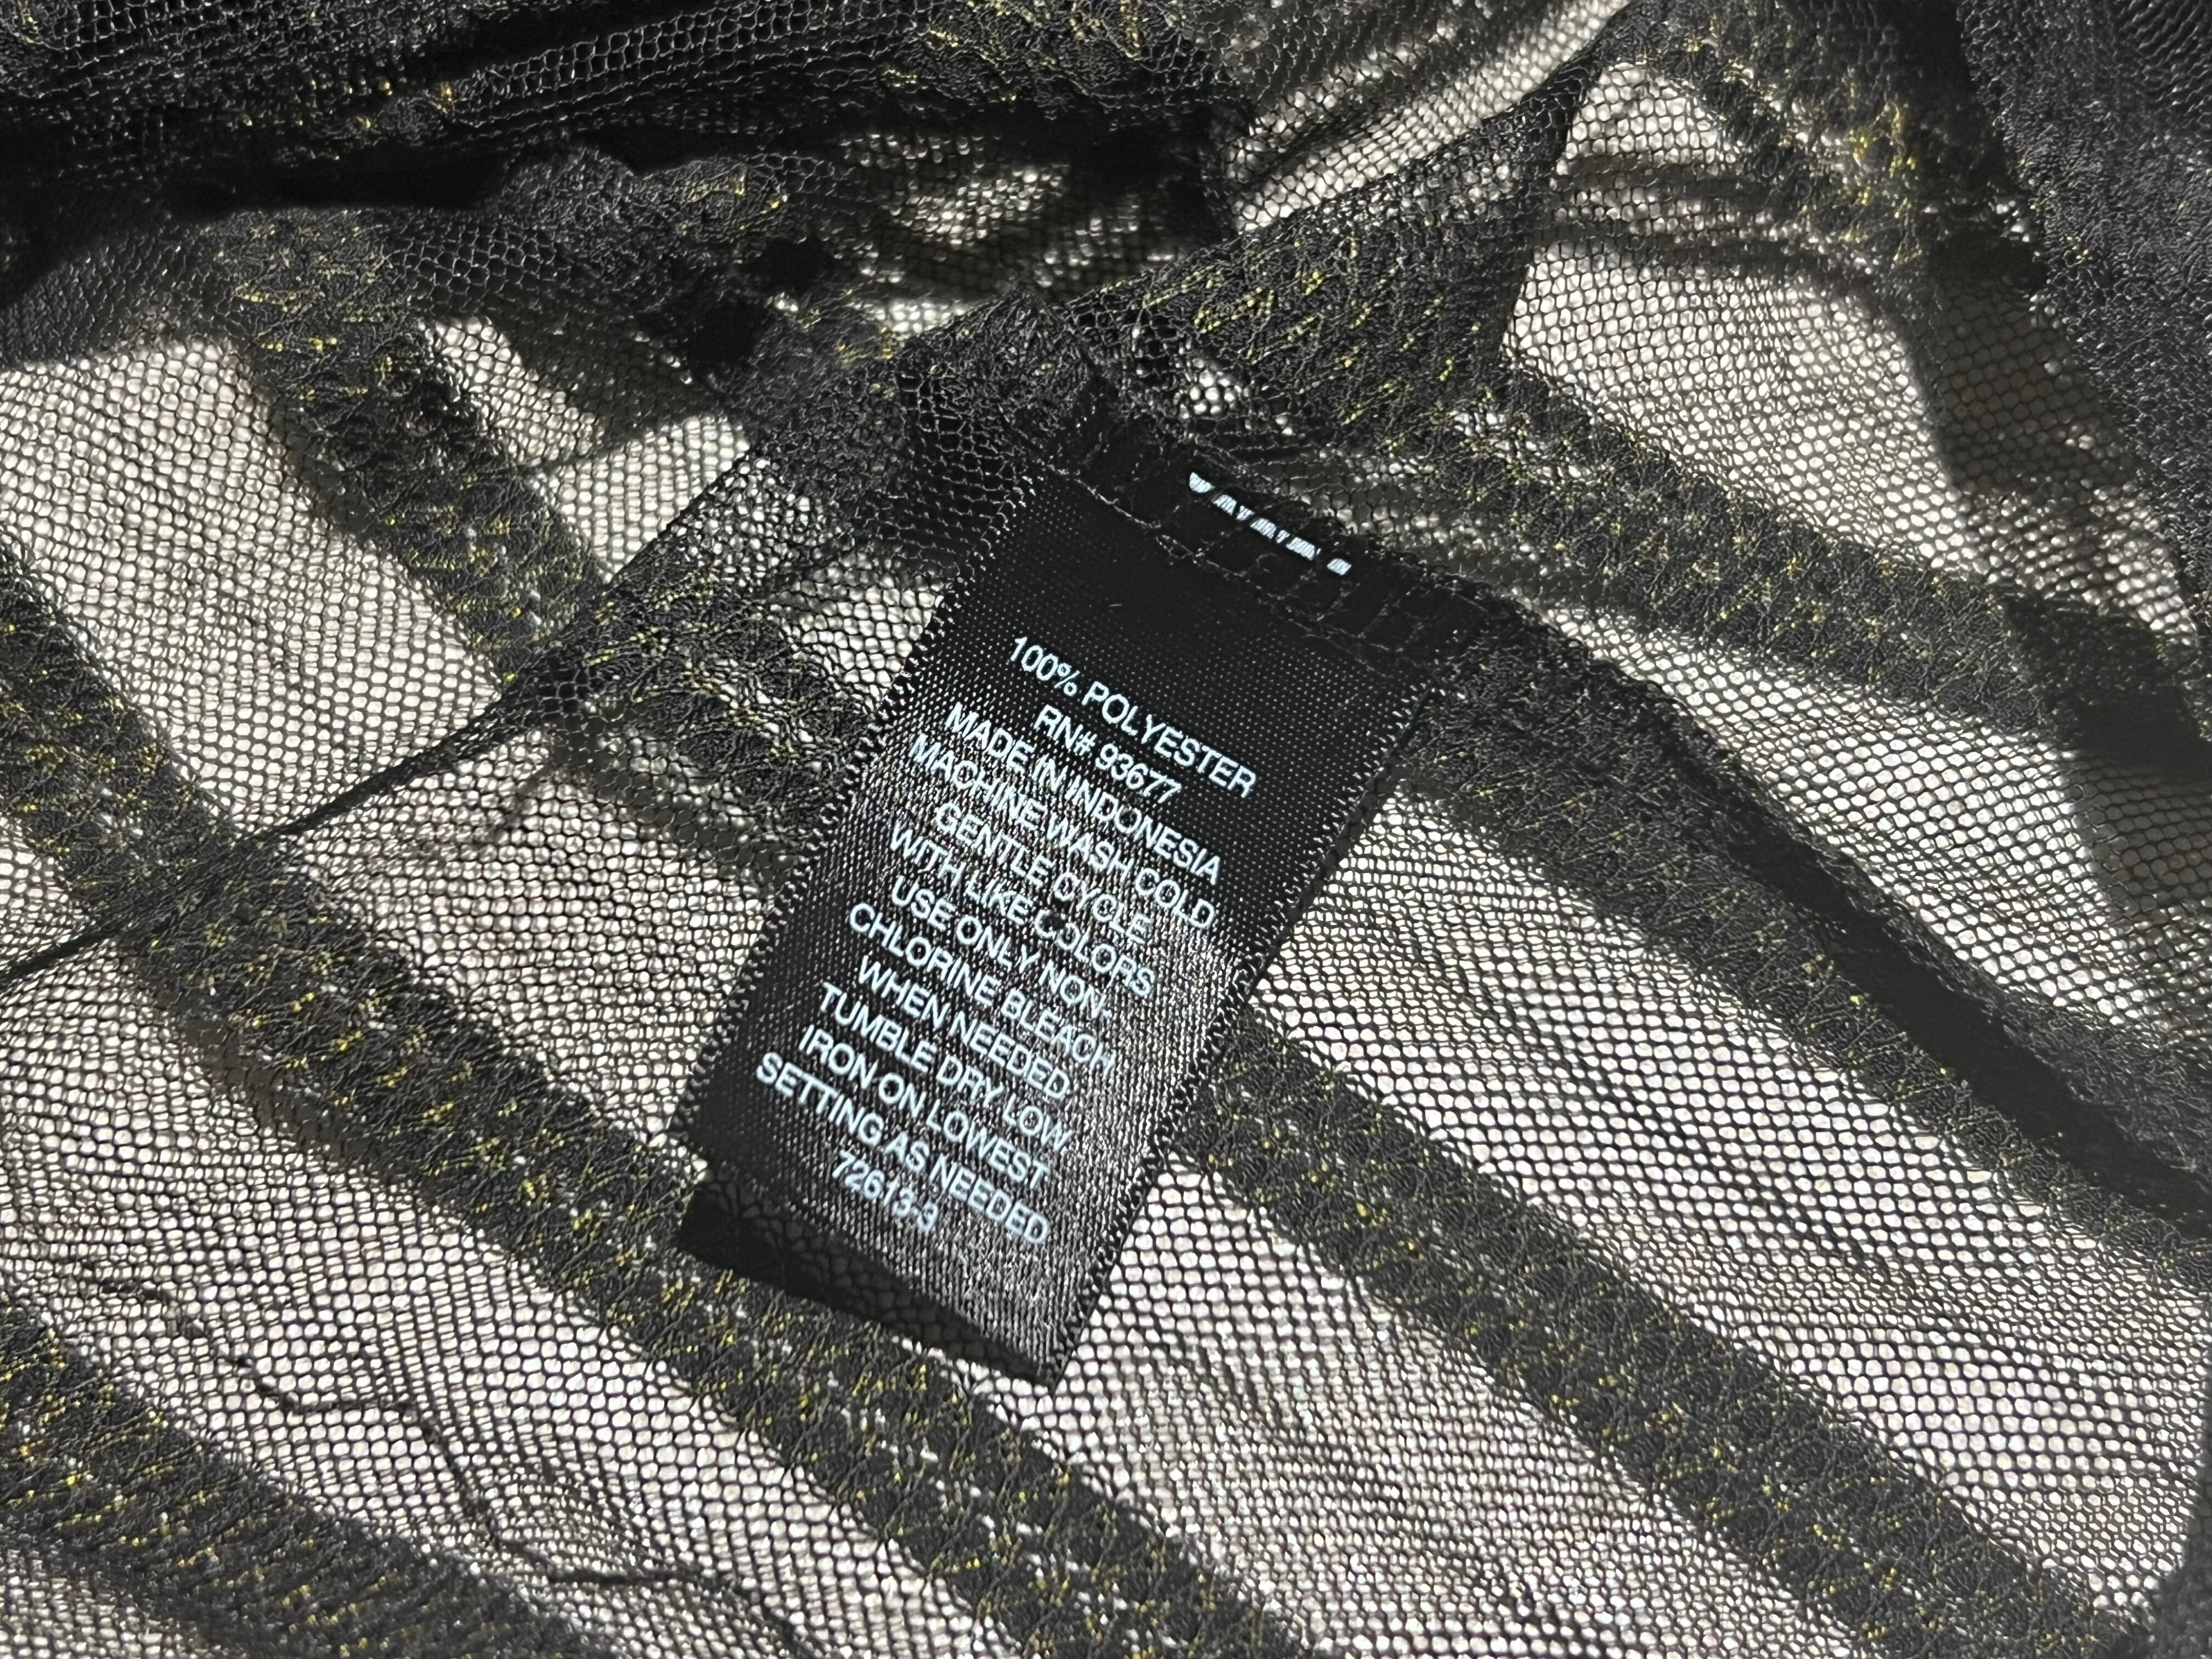 100% POLYESTER
RN# 93677
MADE IN INDONESIA
MACHINE WASH COLD
GENTLE CYCLE
WITH LIKE COLORS
USE ONLY NON-
CHLORINE BLEACH
WHEN NEEDED
TUMBLE DRY LOW
IRON ON LOWEST
SETTING AS NEEDED
72613-3